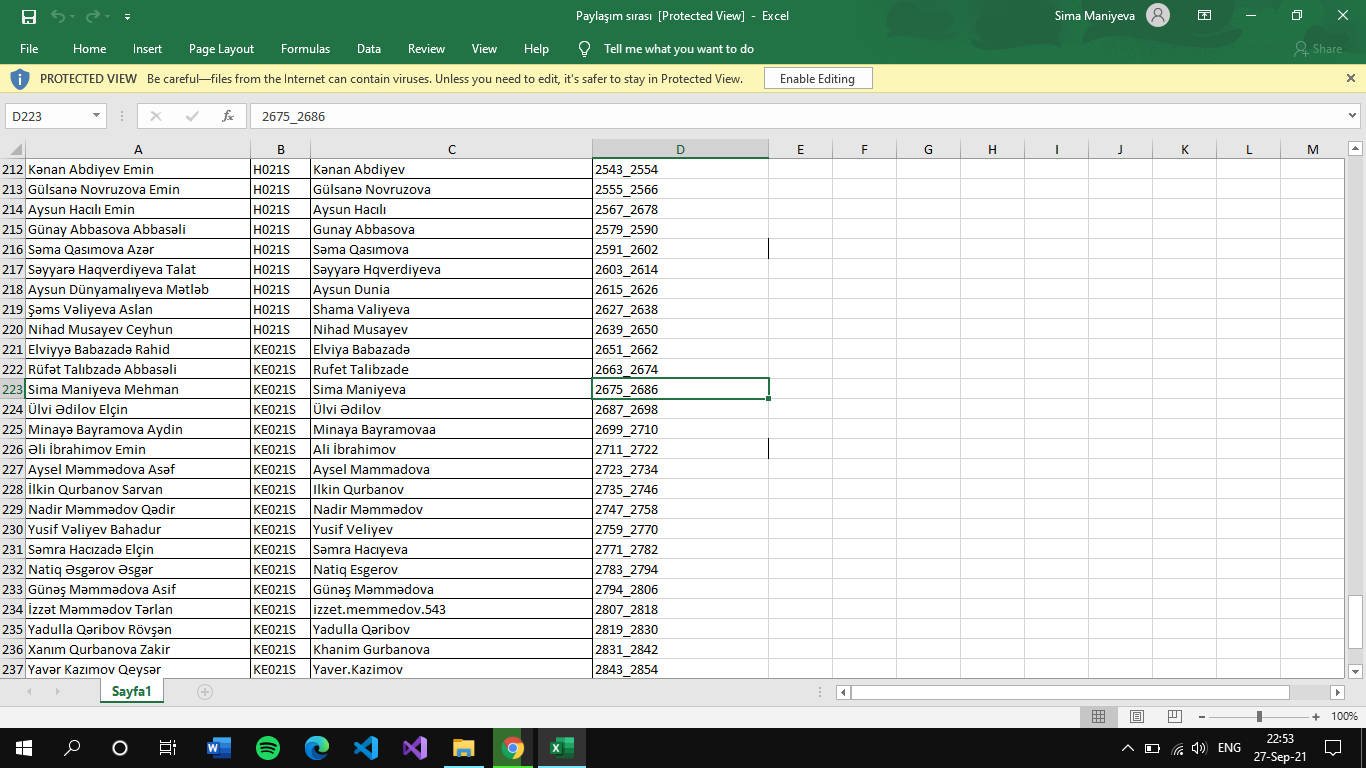 Paylaşım sırası [Protected View] - Excel
Sima Maniyeva
File Home Insert Page Layout Formulas Data Review View Help Tell me what you want to do Share
PROTECTED VIEW Be careful—files from the Internet can contain viruses. Unless you need to edit, it's safer to stay in Protected View. Enable Editing
D223 fx 2675_2686
A B C D E F G H I J K L M
212 Kənan Abdiyev Emin H021S Kənan Abdiyev 2543_2554
213 Gülsanə Novruzova Emin H021S Gülsanə Novruzova 2555_2566
214 Aysun Hacılı Emin H021S Aysun Hacılı 2567_2678
215 Günay Abbasova Abbasəli H021S Gunay Abbasova 2579_2590
216 Səma Qasımova Azər H021S Səma Qasımova 2591_2602
217 Səyyarə Haqverdiyeva Talat H021S Səyyarə Hqverdiyeva 2603_2614
218 Aysun Dünyamalıyeva Mətləb H021S Aysun Dunia 2615_2626
219 Şəms Vəliyeva Aslan H021S Shama Valiyeva 2627_2638
220 Nihad Musayev Ceyhun H021S Nihad Musayev 2639_2650
221 Elviyyə Babazadə Rahid KE021S Elviya Babazadə 2651_2662
222 Rüfət Talıbzadə Abbasəli KE021S Rufet Talibzade 2663_2674
223 Sima Maniyeva Mehman KE021S Sima Maniyeva 2675_2686
224 Ülvi Ədilov Elçin KE021S Ülvi Ədilov 2687_2698
225 Minayə Bayramova Aydin KE021S Minaya Bayramovaa 2699_2710
226 Əli İbrahimov Emin KE021S Ali İbrahimov 2711_2722
227 Aysel Məmmədova Asəf KE021S Aysel Mammadova 2723_2734
228 İlkin Qurbanov Sarvan KE021S Ilkin Qurbanov 2735_2746
229 Nadir Məmmədov Qədir KE021S Nadir Məmmədov 2747_2758
230 Yusif Vəliyev Bahadur KE021S Yusif Veliyev 2759_2770
231 Səmra Hacızadə Elçin KE021S Səmra Hacıyeva 2771_2782
232 Natiq Əsgərov Əsgər KE021S Natiq Esgerov 2783_2794
233 Günəş Məmmədova Asif KE021S Günəş Məmmədova 2794_2806
234 İzzət Məmmədov Tərlan KE021S izzet.memmedov.543 2807_2818
235 Yadulla Qəribov Rövşən KE021S Yadulla Qəribov 2819_2830
236 Xanım Qurbanova Zakir KE021S Khanim Gurbanova 2831_2842
237 Yavər Kazımov Qeysər KE021S Yaver.Kazimov 2843_2854
Sayfa1
100%
ENG 22:53
27-Sep-21